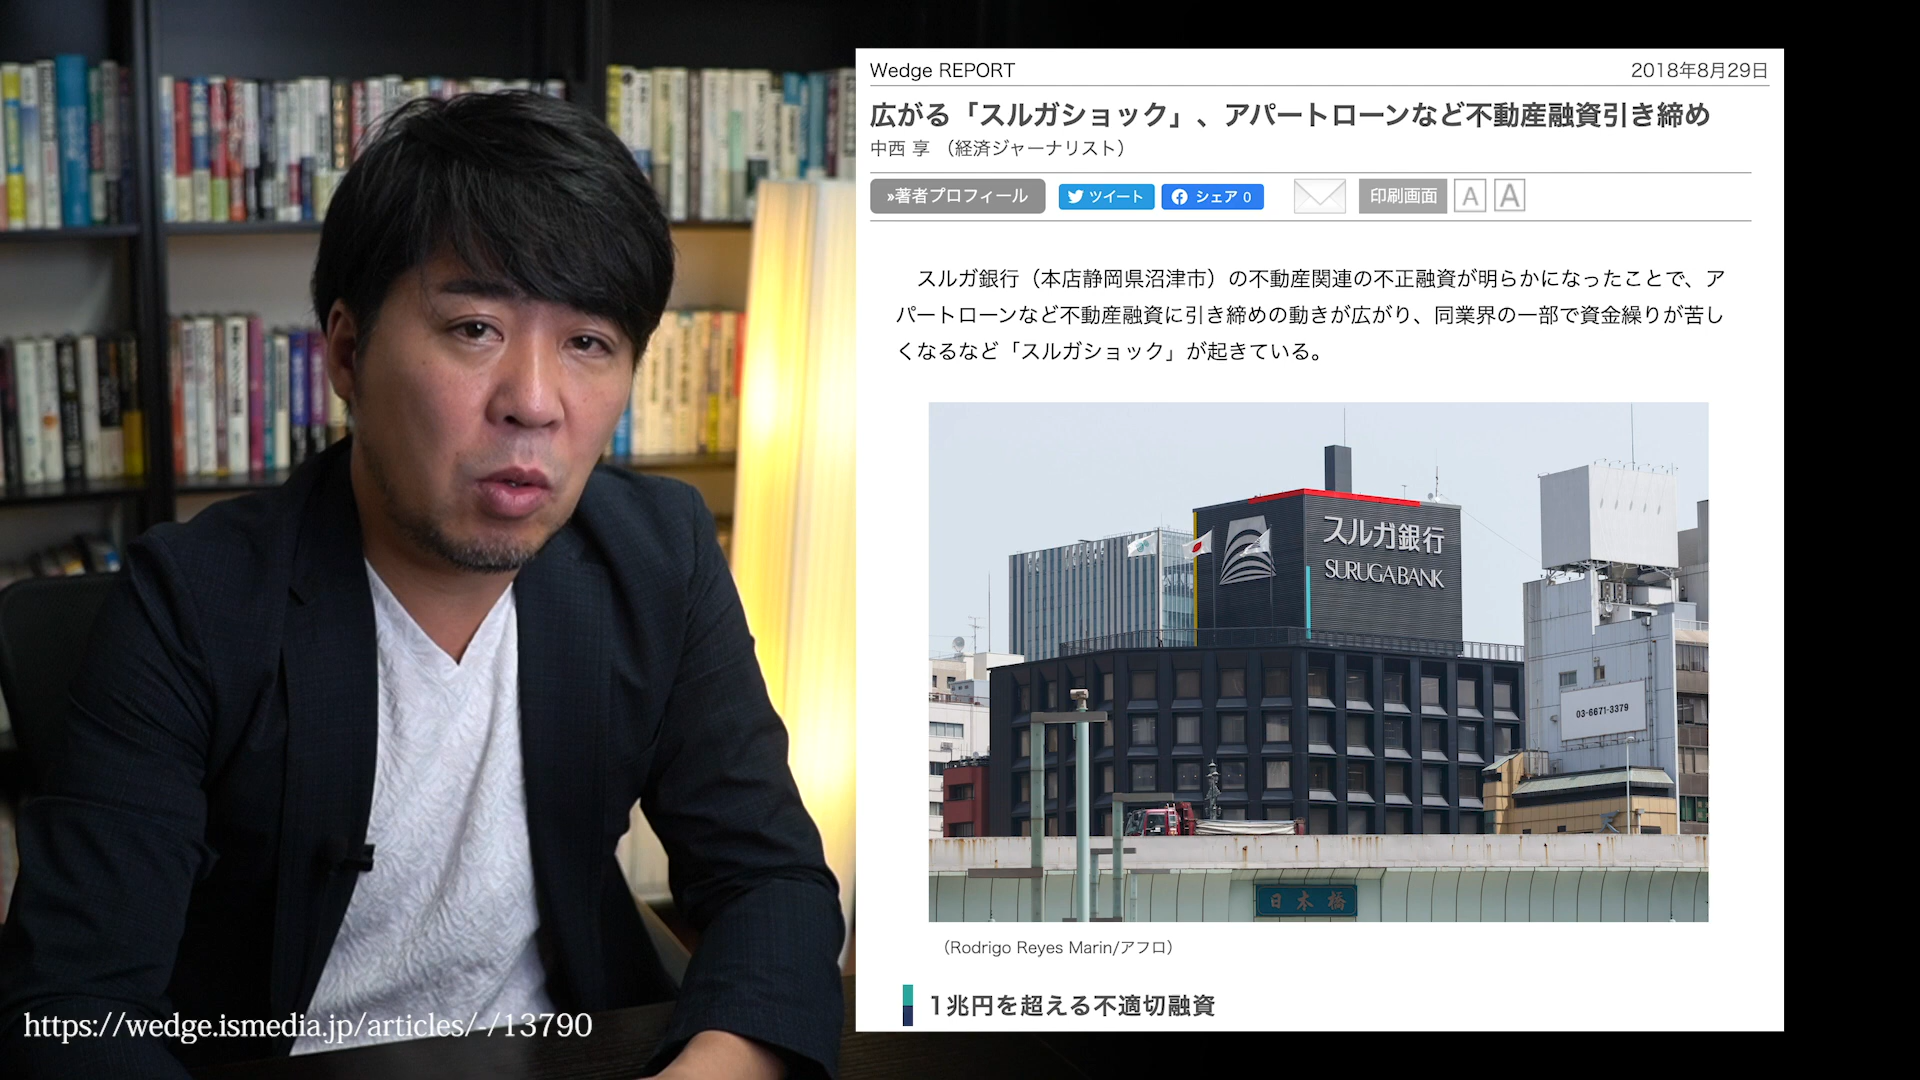 Wedge REPORT
2018年8月29日
広がる「スルガショック」、アパートローンなど不動産融資引き締め
中西 享 （経済ジャーナリスト）
»著者プロフィール
ツイート
シェア 0
印刷画面
A
A
スルガ銀行（本店静岡県沼津市）の不動産関連の不正融資が明らかになったことで、ア
パートローンなど不動産融資に引き締めの動きが広がり、同業界の一部で資金繰りが苦し
くなるなど「スルガショック」が起きている。
スルガ銀行
SURUGA BANK
03-6671-3379
日本橋
（Rodrigo Reyes Marin/アフロ）
1兆円を超える不適切融資
https://wedge.ismedia.jp/articles/-/13790